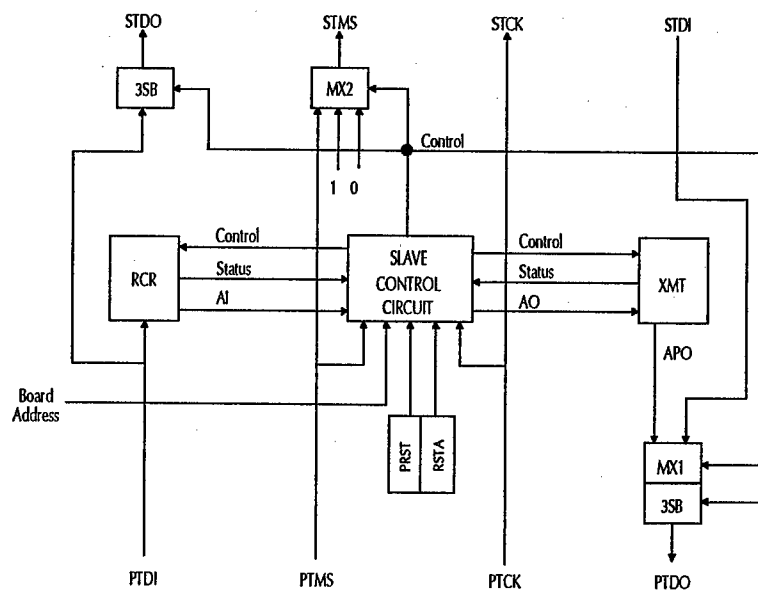 STDO STMS STCK STDI
3SB MX2
Control
1 0
RCR
Control
Status
AI
SLAVE
CONTROL
CIRCUIT
Control
Status
AO
XMT
APO
Board
Address
PRST
RSTA
MX1
3SB
PTDI PTMS PTCK PTDO